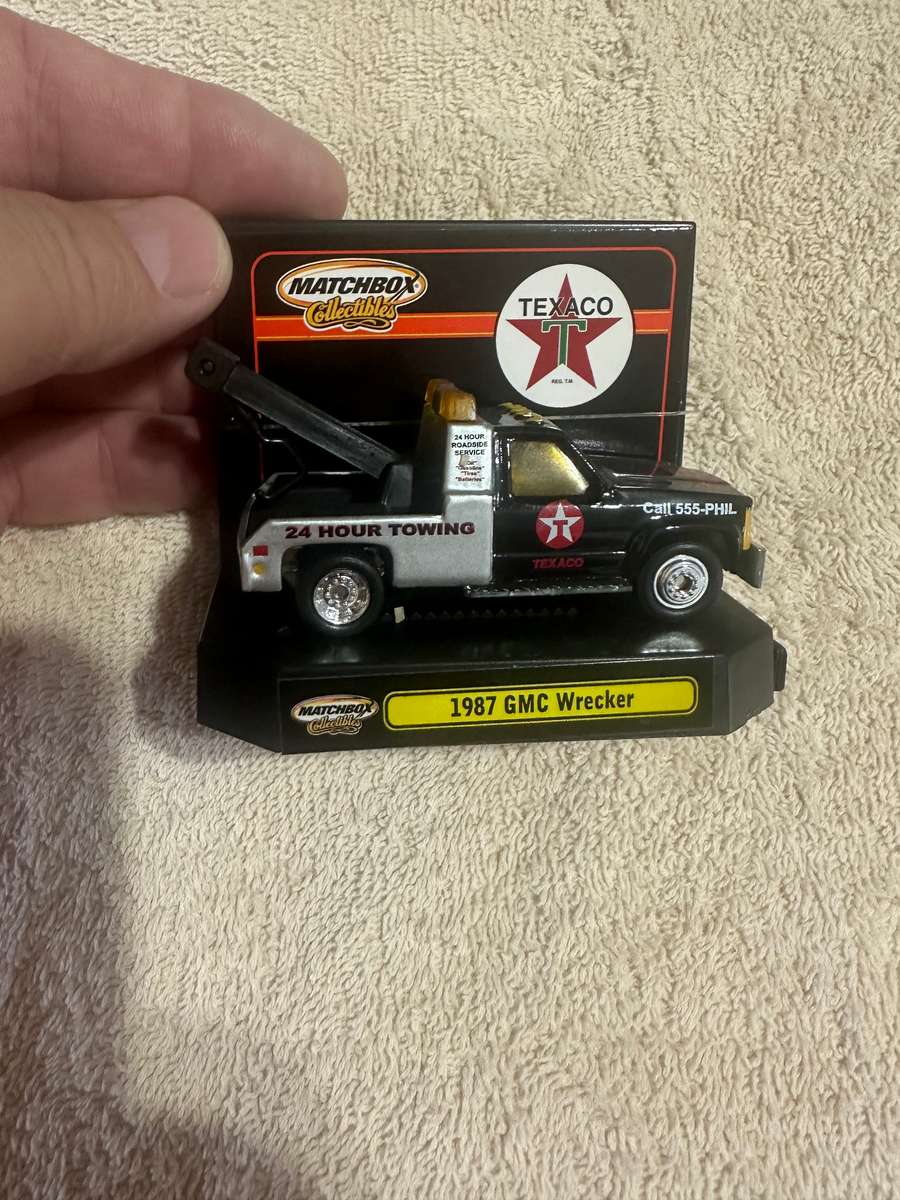 MATCHBOX
Collectibles
TEXACO
T
REG. T.M.
24 HOUR
ROADSIDE
SERVICE
"Gasoline"
"Tires"
"Batteries"
24 HOUR TOWING
T
TEXACO
Call 555-PHIL
MATCHBOX
Collectibles
1987 GMC Wrecker